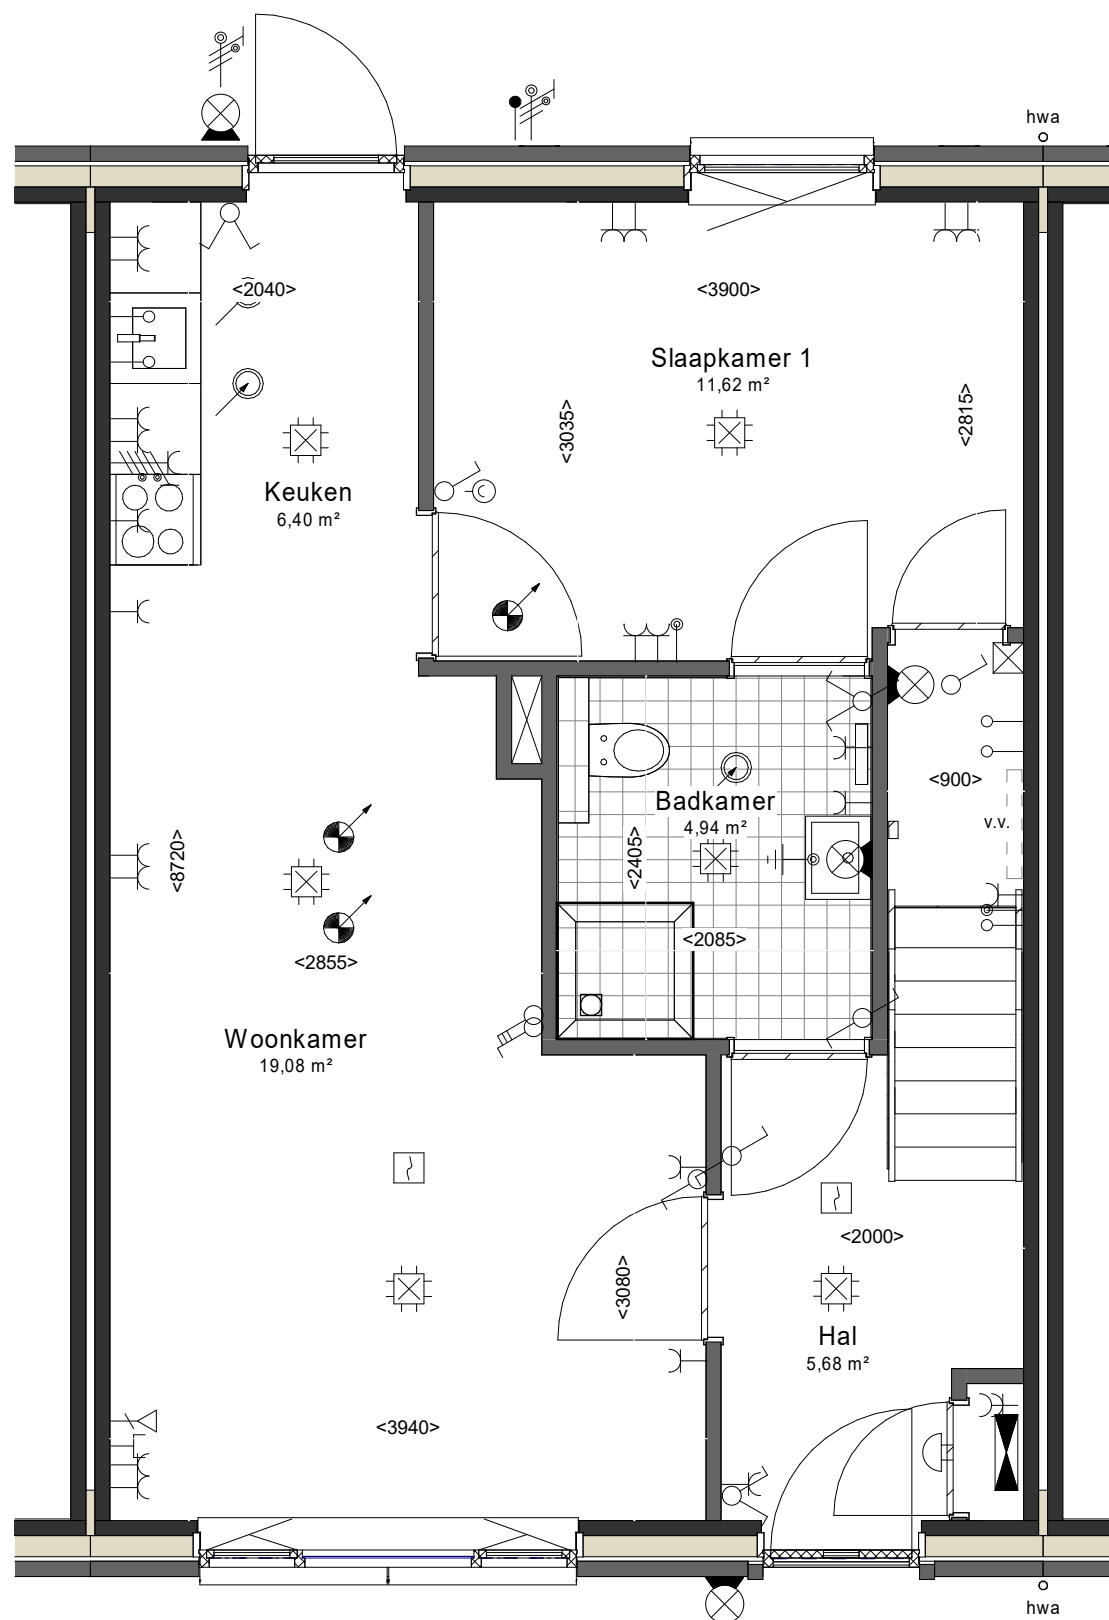 hwa
<2040>
<3900>
Slaapkamer 1
11,62 m²
<3035>
<2815>
Keuken
6,40 m²
<900>
Badkamer
4,94 m²
v.v.
<8720>
<2405>
<2085>
<2855>
Woonkamer
19,08 m²
<2000>
<3080>
Hal
5,68 m²
<3940>
hwa